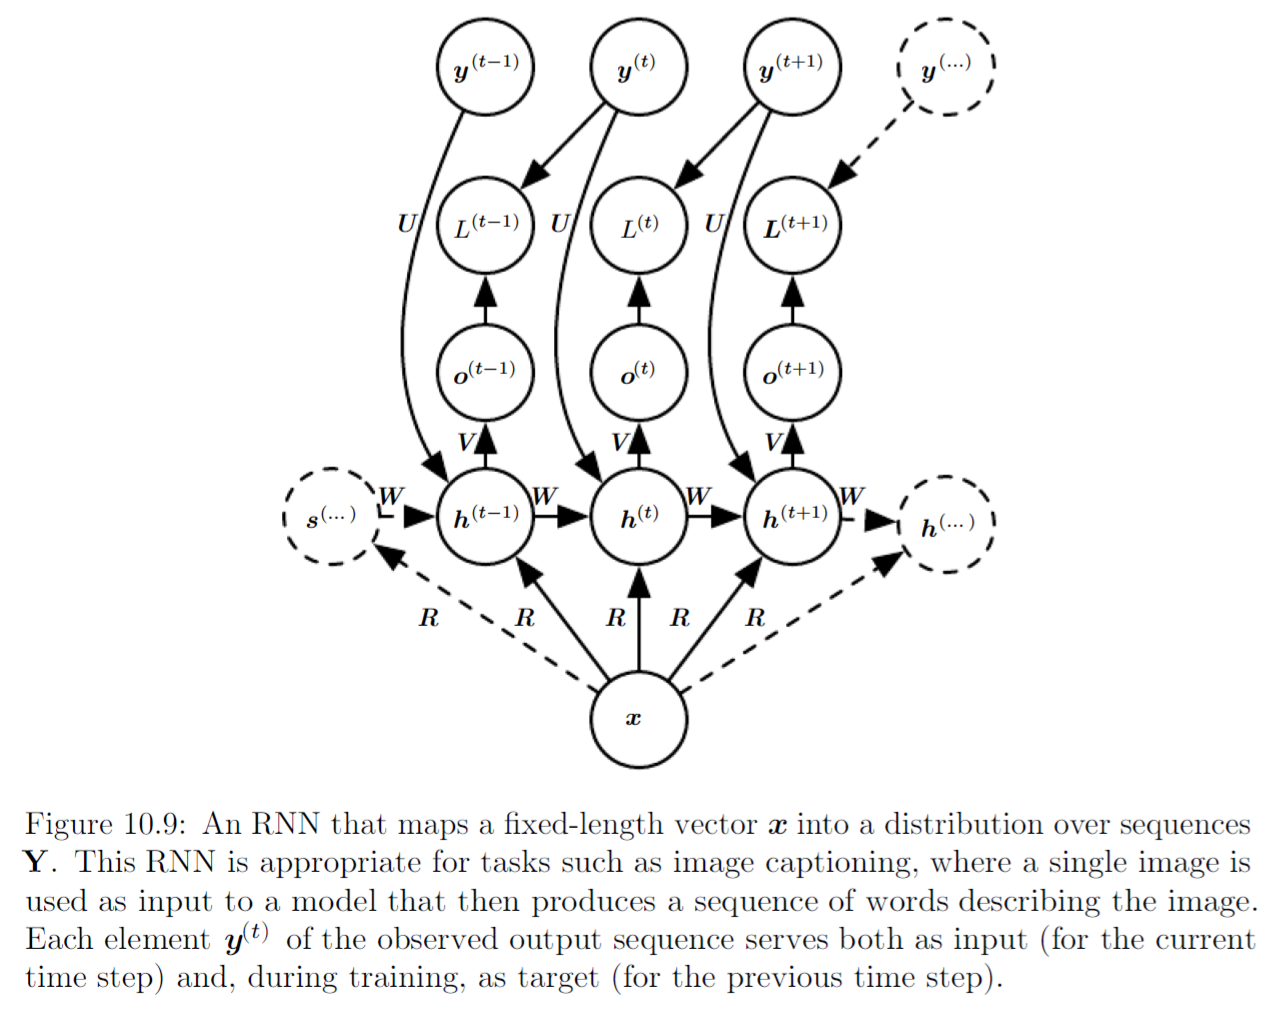 y(t−1) y(t) y(t+1) y(...)
U L(t−1) U L(t) U L(t+1)
o(t−1) o(t) o(t+1)
V V V
s(...) W h(t−1) W h(t) W h(t+1) W h(...)
R R R R R
x
Figure 10.9: An RNN that maps a fixed-length vector x into a distribution over sequences
Y. This RNN is appropriate for tasks such as image captioning, where a single image is
used as input to a model that then produces a sequence of words describing the image.
Each element y(t) of the observed output sequence serves both as input (for the current
time step) and, during training, as target (for the previous time step).